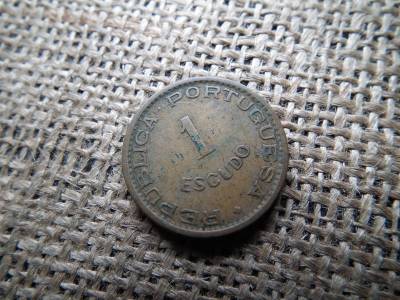 REPUBLICA · PORTUGUESA ·
1
ESCUDO